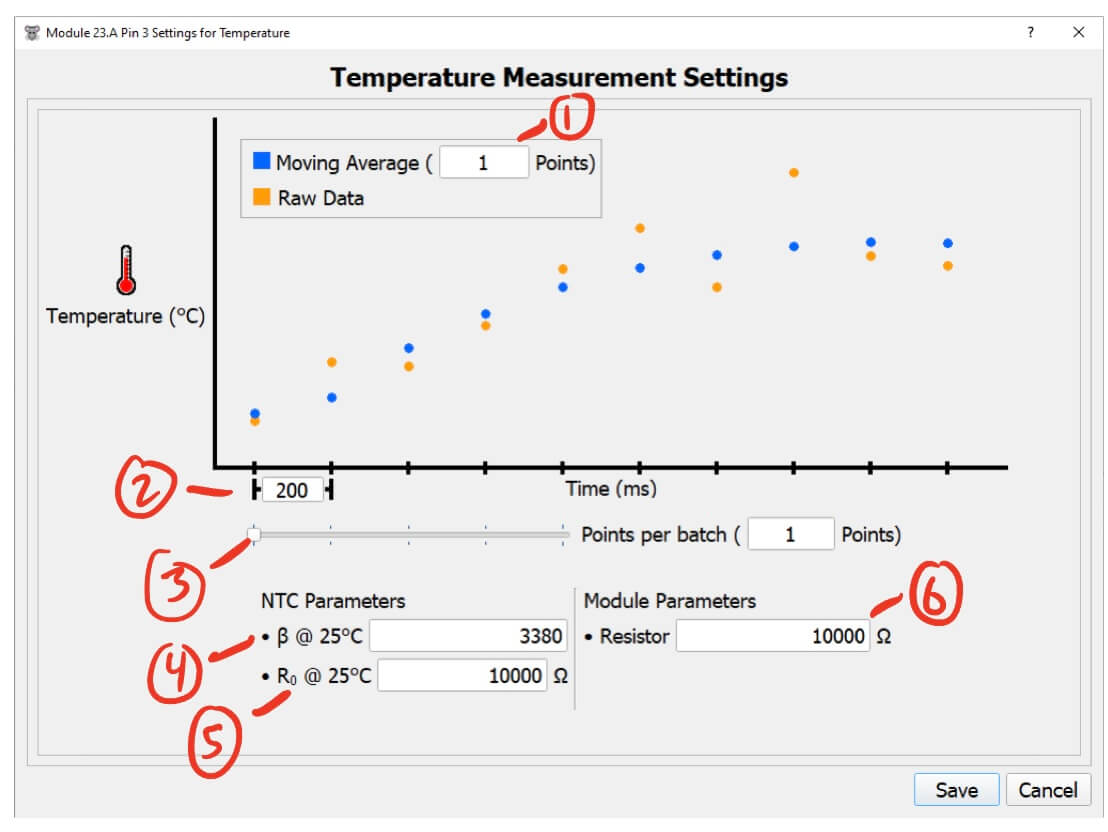 Module 23.A Pin 3 Settings for Temperature ?
Temperature Measurement Settings
1
Moving Average ( 1 Points)
Raw Data
Temperature (°C)
2
200 Time (ms)
Points per batch ( 1 Points)
3
6
NTC Parameters Module Parameters
• β @ 25°C 3380 • Resistor 10000 Ω
4
• R₀ @ 25°C 10000 Ω
5
Save Cancel